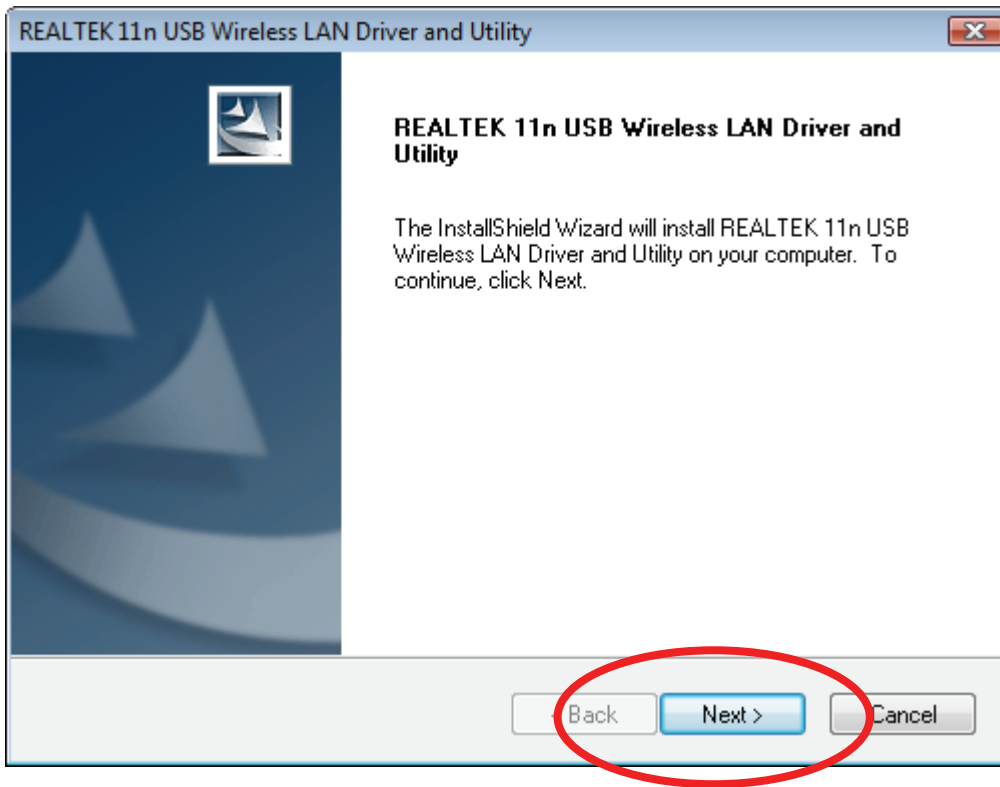 REALTEK 11n USB Wireless LAN Driver and Utility
REALTEK 11n USB Wireless LAN Driver and
Utility
The InstallShield Wizard will install REALTEK 11n USB
Wireless LAN Driver and Utility on your computer. To
continue, click Next.
< Back Next > Cancel